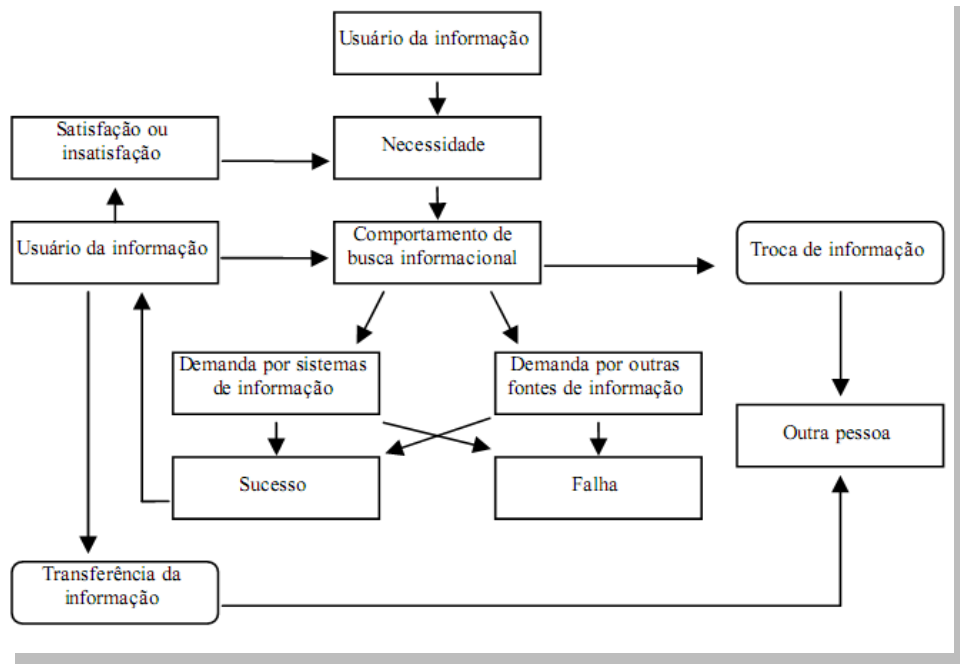 Usuário da informação
Satisfação ou
insatisfação
Necessidade
Usuário da informação
Comportamento de
busca informacional
Troca de informação
Demanda por sistemas
de informação
Demanda por outras
fontes de informação
Outra pessoa
Sucesso
Falha
Transferência da
informação